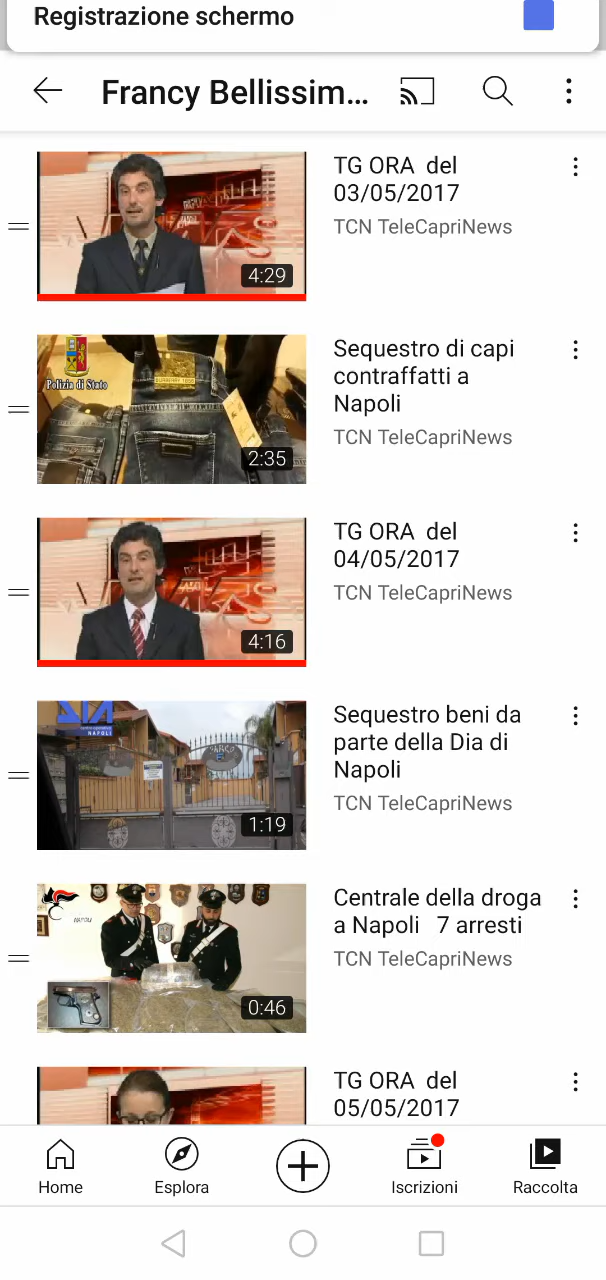 Registrazione schermo
Francy Bellissim...
TG ORA del
03/05/2017
TCN TeleCapriNews
4:29
Polizia di Stato
Sequestro di capi
contraffatti a
Napoli
TCN TeleCapriNews
2:35
TG ORA del
04/05/2017
TCN TeleCapriNews
4:16
DIA
NAPOLI
Sequestro beni da
parte della Dia di
Napoli
TCN TeleCapriNews
1:19
NAPOLI
Centrale della droga
a Napoli 7 arresti
TCN TeleCapriNews
0:46
TG ORA del
05/05/2017
Home
Esplora
Iscrizioni
Raccolta